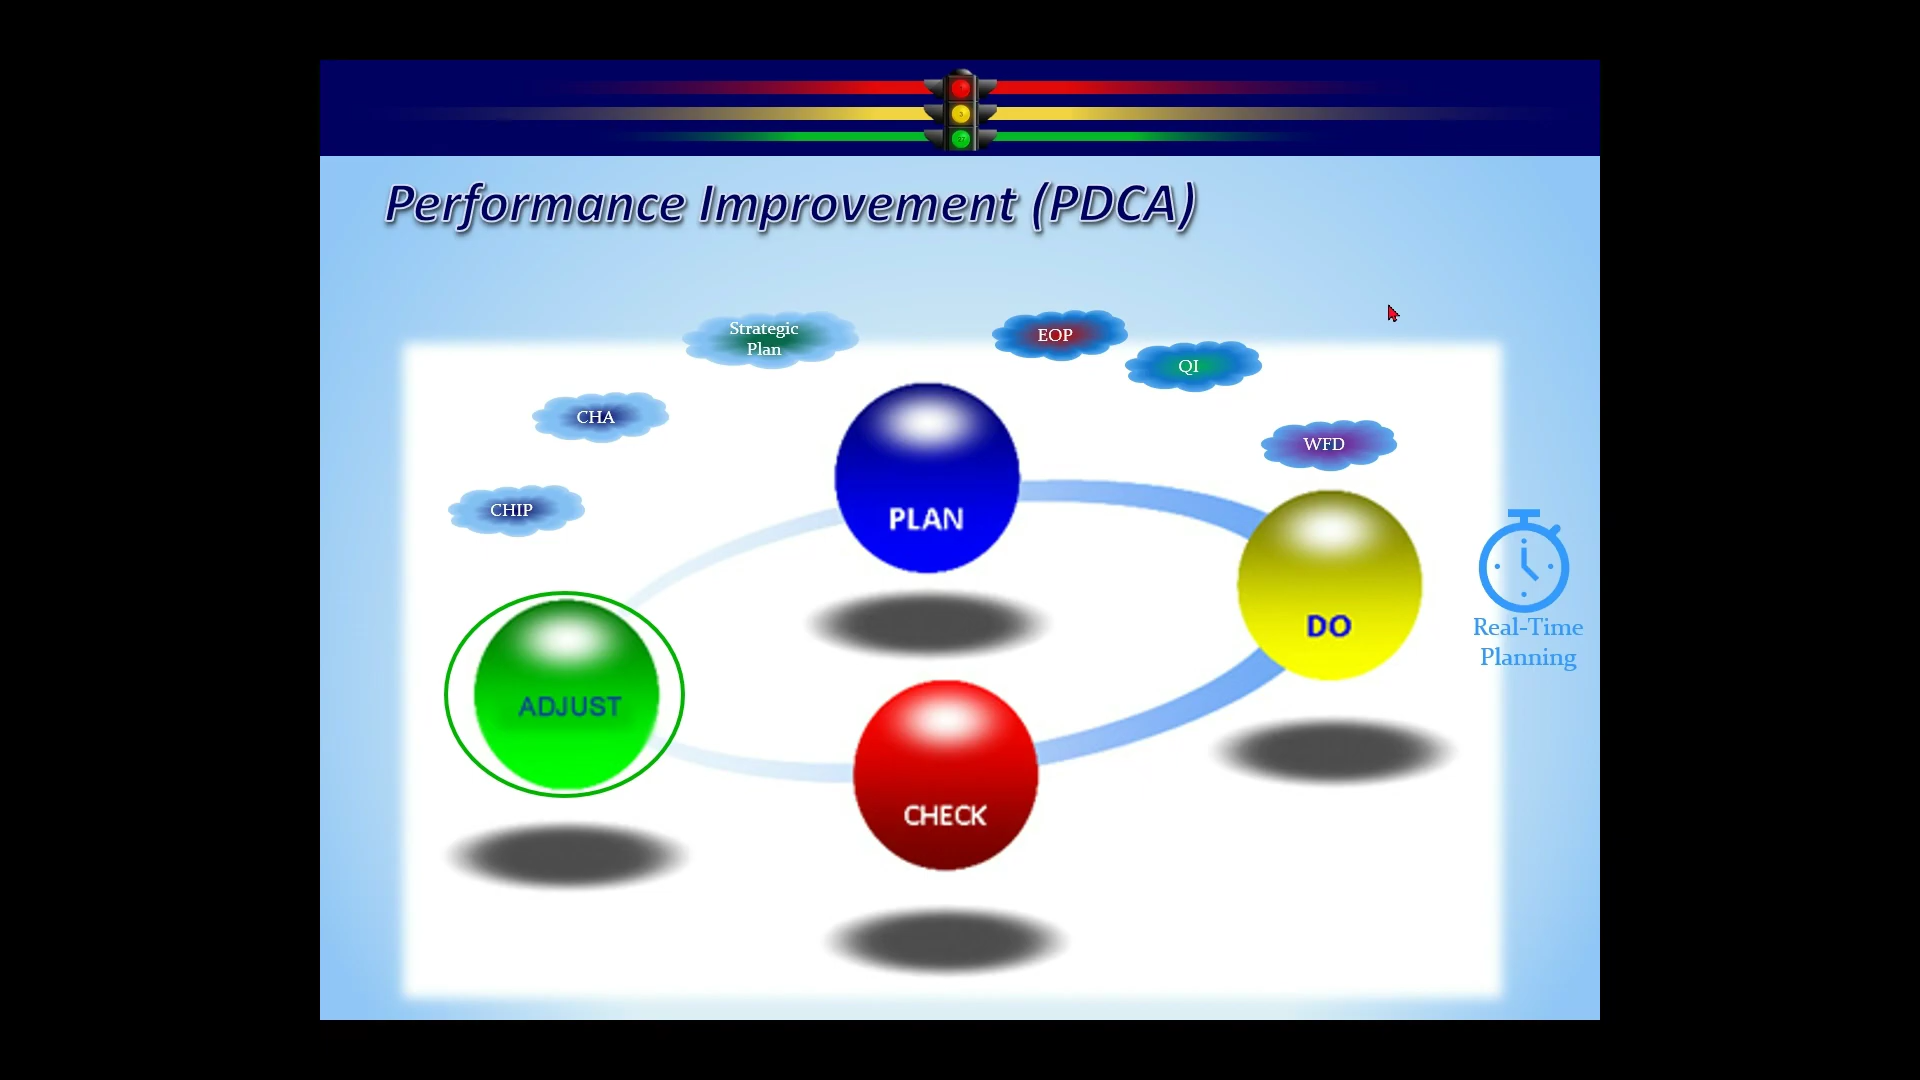 Performance Improvement (PDCA)
Strategic
Plan
EOP
QI
CHA
WFD
CHIP
PLAN
DO
Real-Time
Planning
ADJUST
CHECK